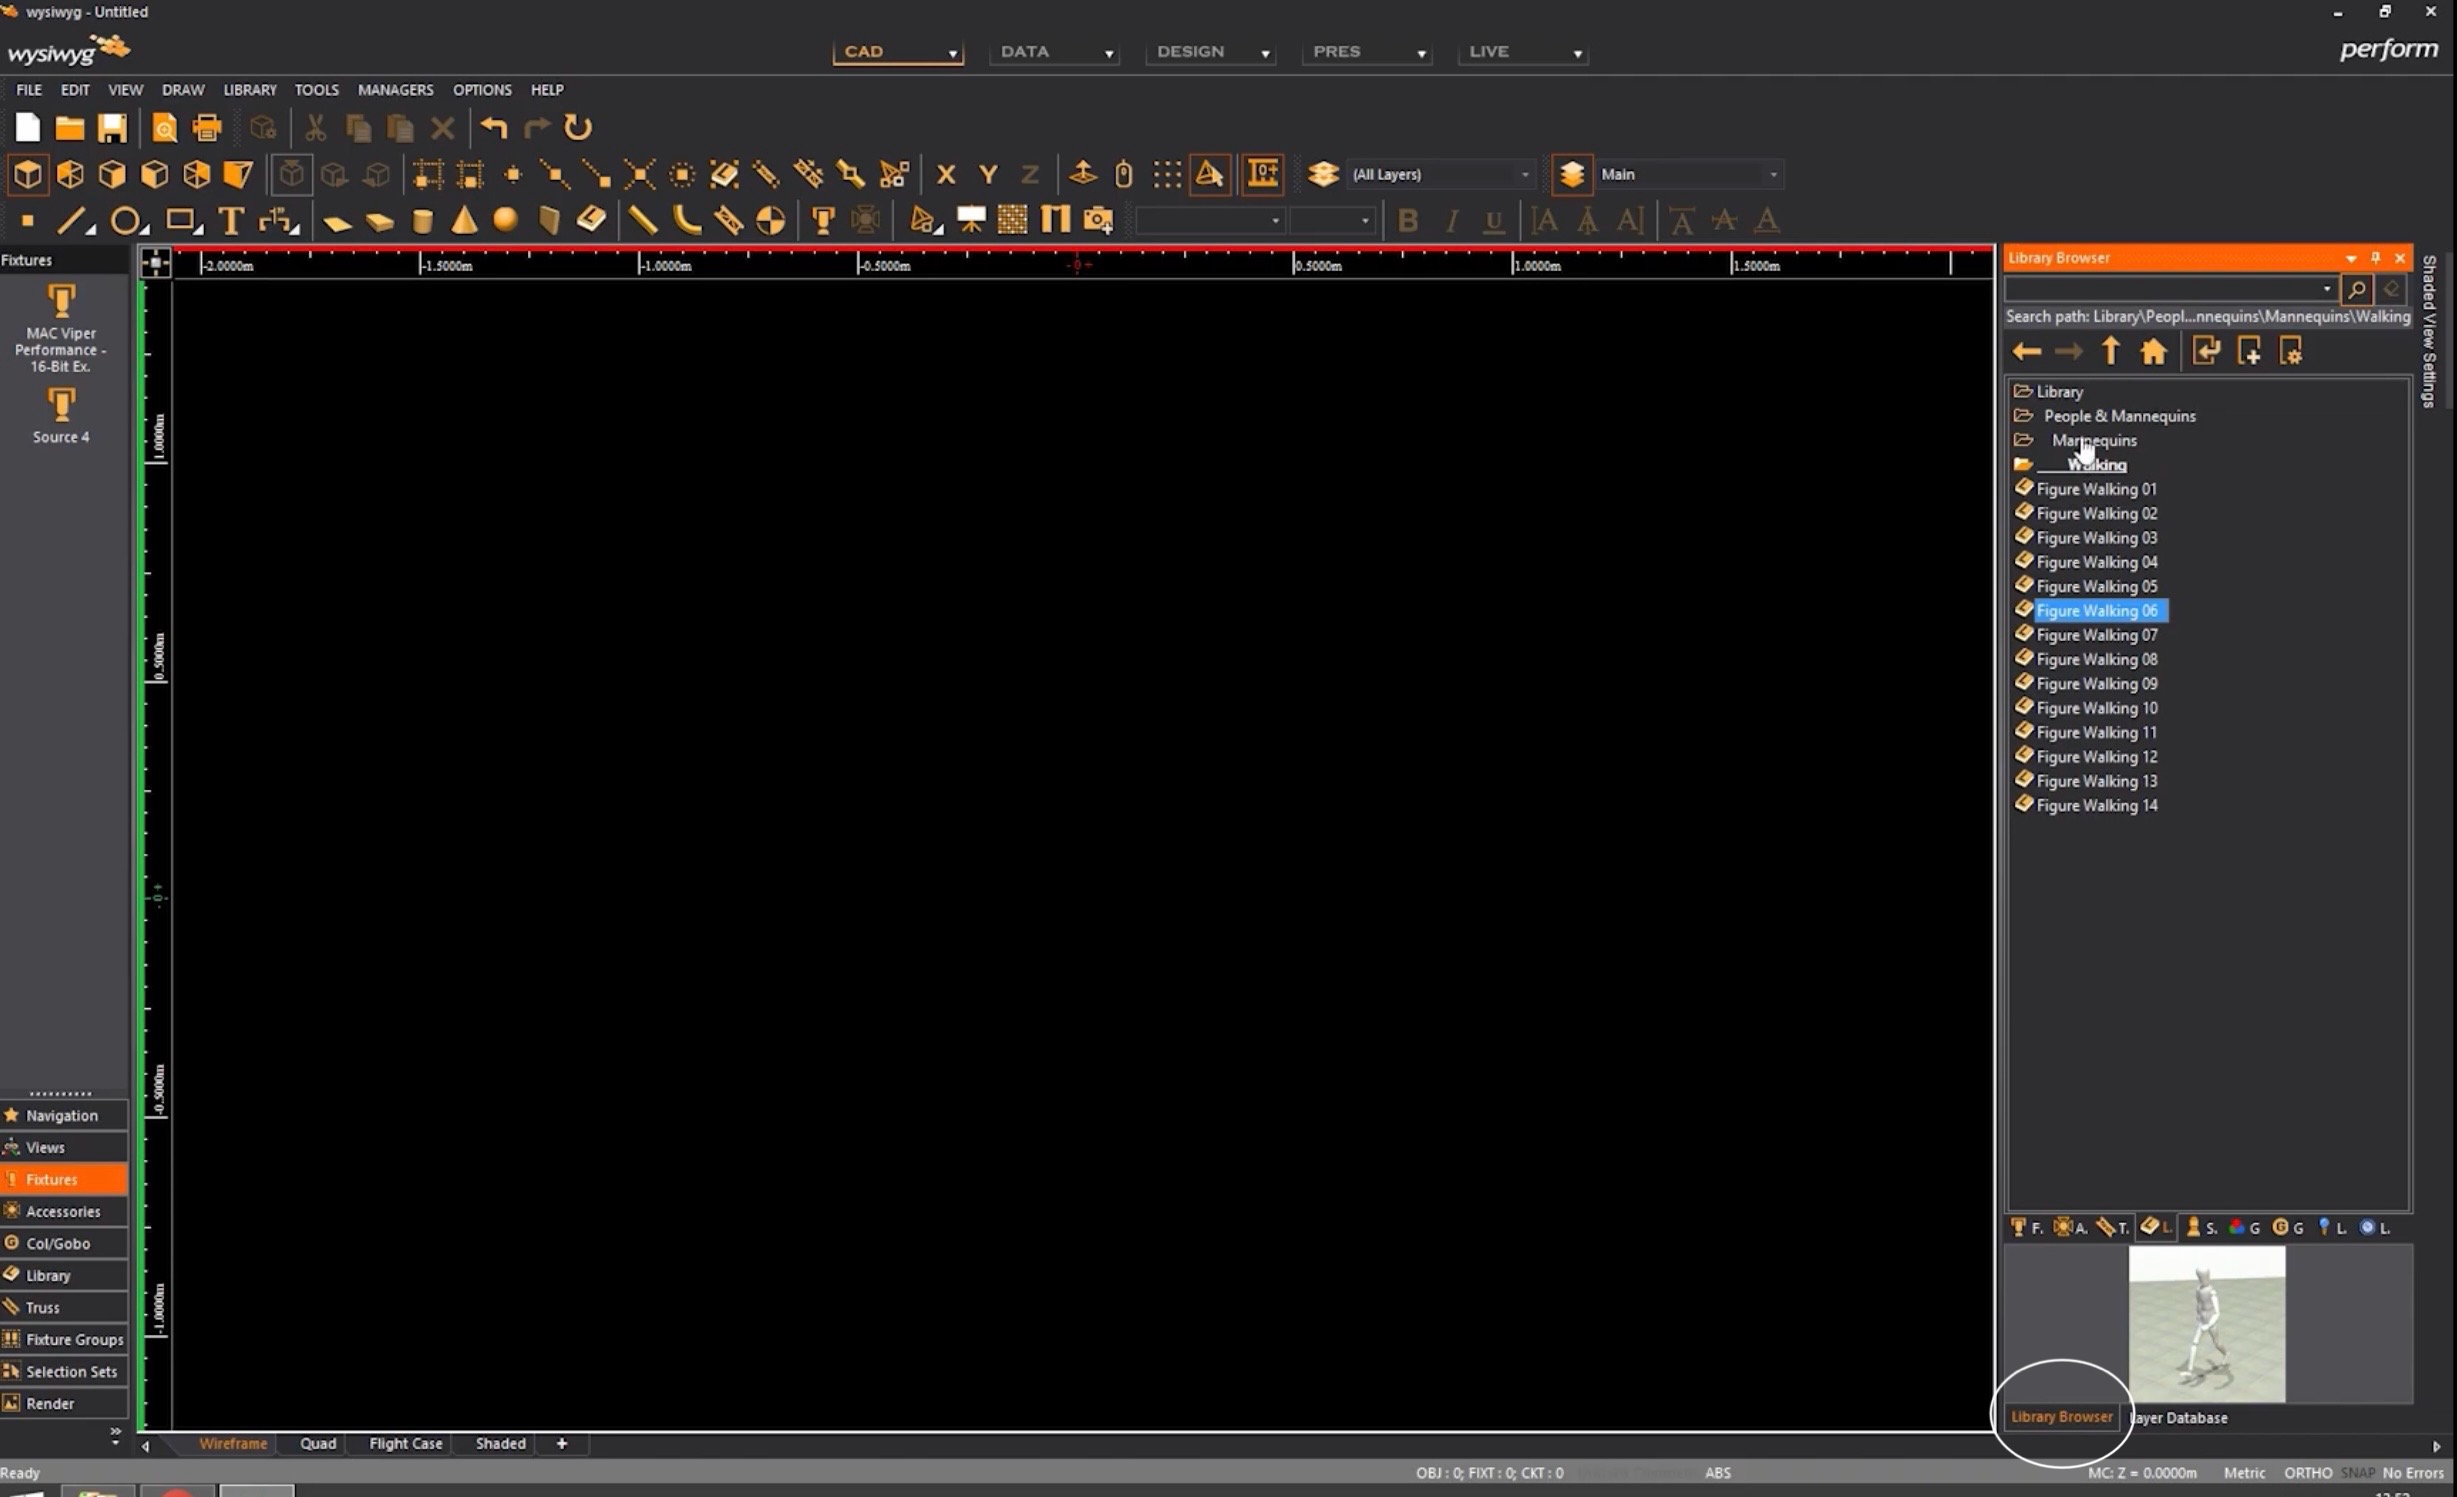 wysiwyg - Untitled
wysiwyg
CAD DATA DESIGN PRES LIVE
perform
FILE EDIT VIEW DRAW LIBRARY TOOLS MANAGERS OPTIONS HELP
X Y Z
(All Layers)
Main
T
B I U A A A A A A
Fixtures
MAC Viper
Performance -
16-Bit Ex.
Source 4
-2.0000m -1.5000m -1.0000m -0.5000m -0+ 0.5000m 1.0000m 1.5000m
1.0000m
0.5000m
-0+
-0.5000m
-1.0000m
Navigation
Views
Fixtures
Accessories
Col/Gobo
Library
Truss
Fixture Groups
Selection Sets
Render
Wireframe Quad Flight Case Shaded +
Library Browser
Search path: Library\Peopl...nnequins\Mannequins\Walking
Library
People & Mannequins
Mannequins
Walking
Figure Walking 01
Figure Walking 02
Figure Walking 03
Figure Walking 04
Figure Walking 05
Figure Walking 06
Figure Walking 07
Figure Walking 08
Figure Walking 09
Figure Walking 10
Figure Walking 11
Figure Walking 12
Figure Walking 13
Figure Walking 14
F. A. T. L. S. G G L. L.
Library Browser
ayer Database
Shaded View Settings
Ready
OBJ : 0; FIXT : 0; CKT : 0
ABS
MC: Z = 0.0000m Metric ORTHO SNAP No Errors